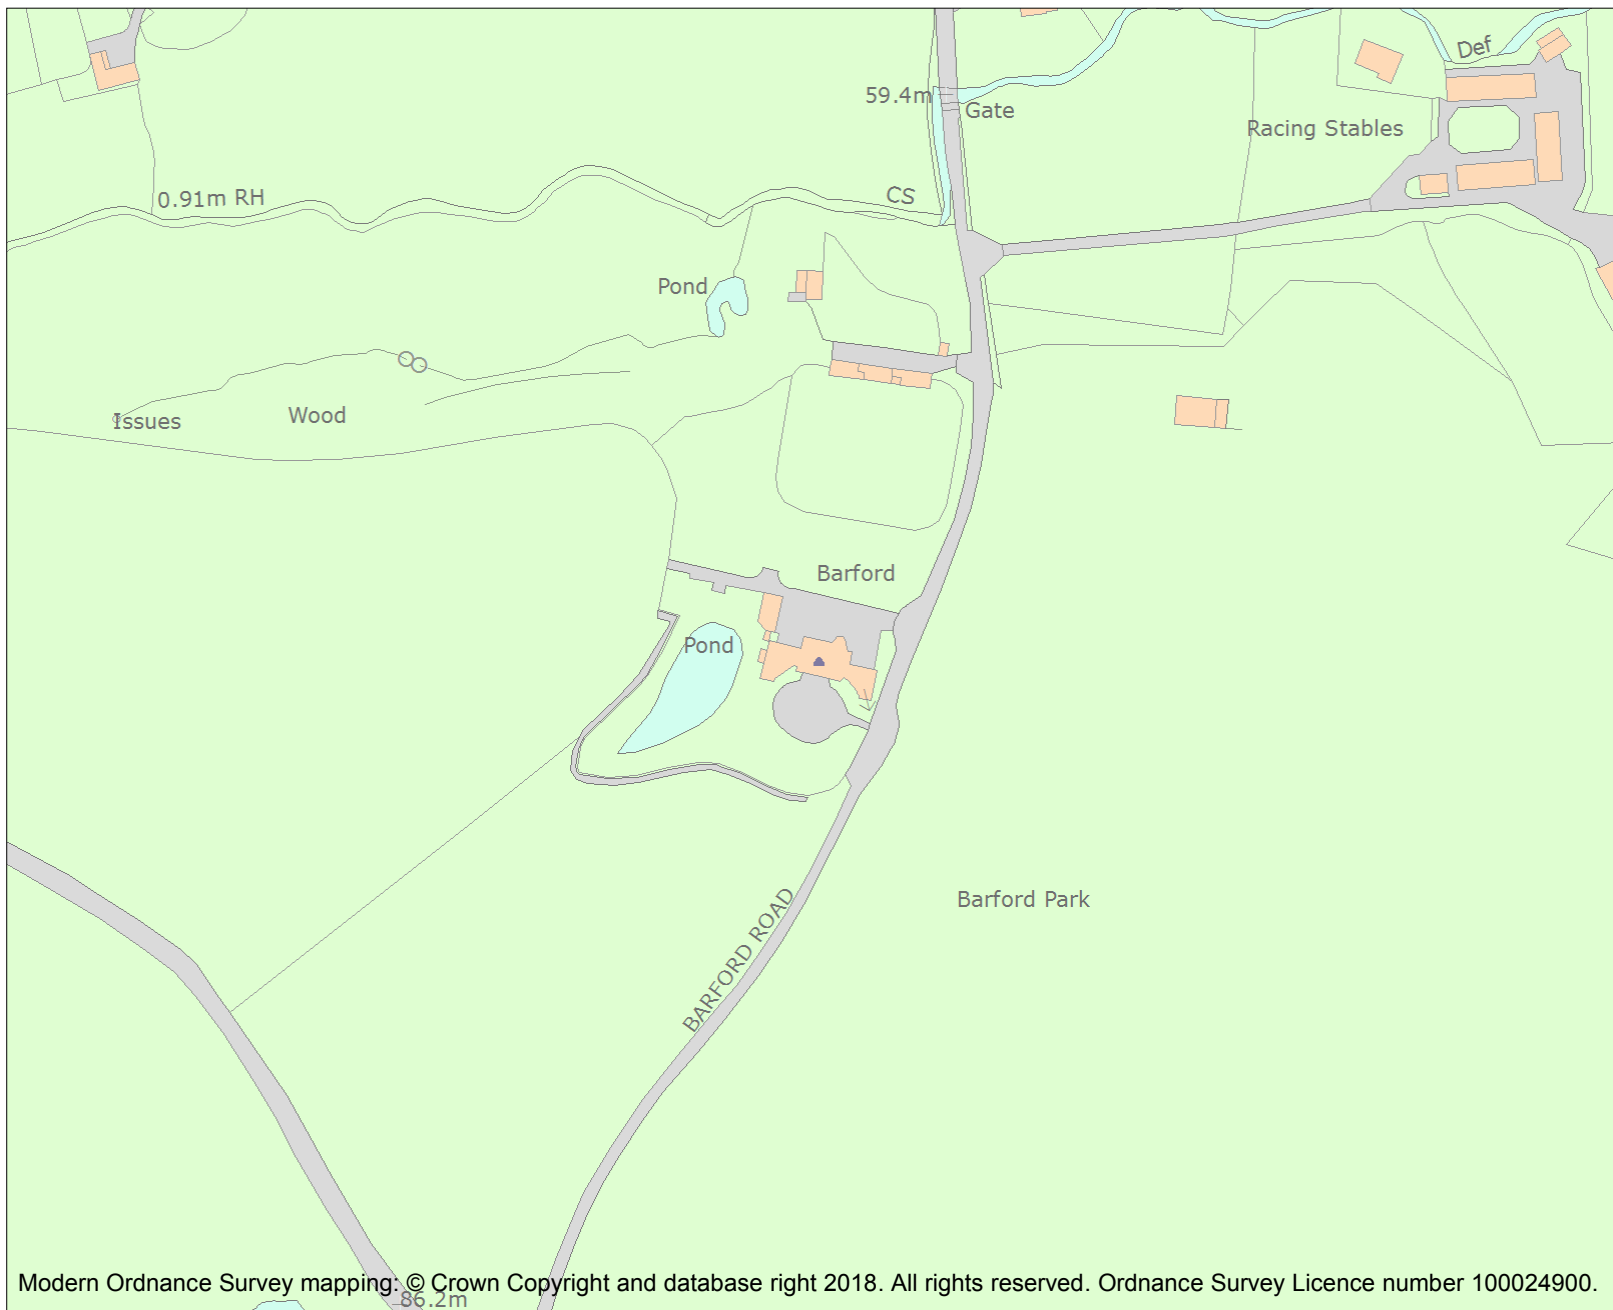 Def
59.4m
Gate
Racing Stables
0.91m RH
CS
Pond
Issues
Wood
Barford
Pond
Barford Park
BARFORD ROAD
Modern Ordnance Survey mapping: © Crown Copyright and database right 2018. All rights reserved. Ordnance Survey Licence number 100024900.
86.2m